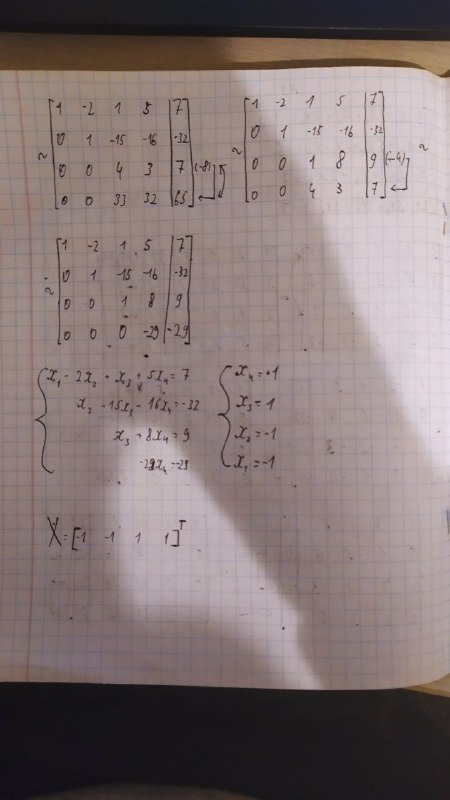 ~ [1 -2 1 5 | 7]
[0 1 -15 -16 | -32]
[0 0 4 3 | 7] (-8)
[0 0 33 32 | 65]
~ [1 -2 1 5 | 7]
[0 1 -15 -16 | -32]
[0 0 1 8 | 9] (-4)
[0 0 4 3 | 7] ~
~ [1 -2 1 5 | 7]
[0 1 -15 -16 | -32]
[0 0 1 8 | 9]
[0 0 0 -29 | -29]
{ x₁ - 2x₂ + x₃ + 5x₄ = 7
x₂ - 15x₃ - 16x₄ = -32
x₃ + 8x₄ = 9
-29x₄ = -29
{ x₄ = 1
x₃ = 1
x₂ = -1
x₁ = -1
X = [-1 -1 1 1]ᵀ